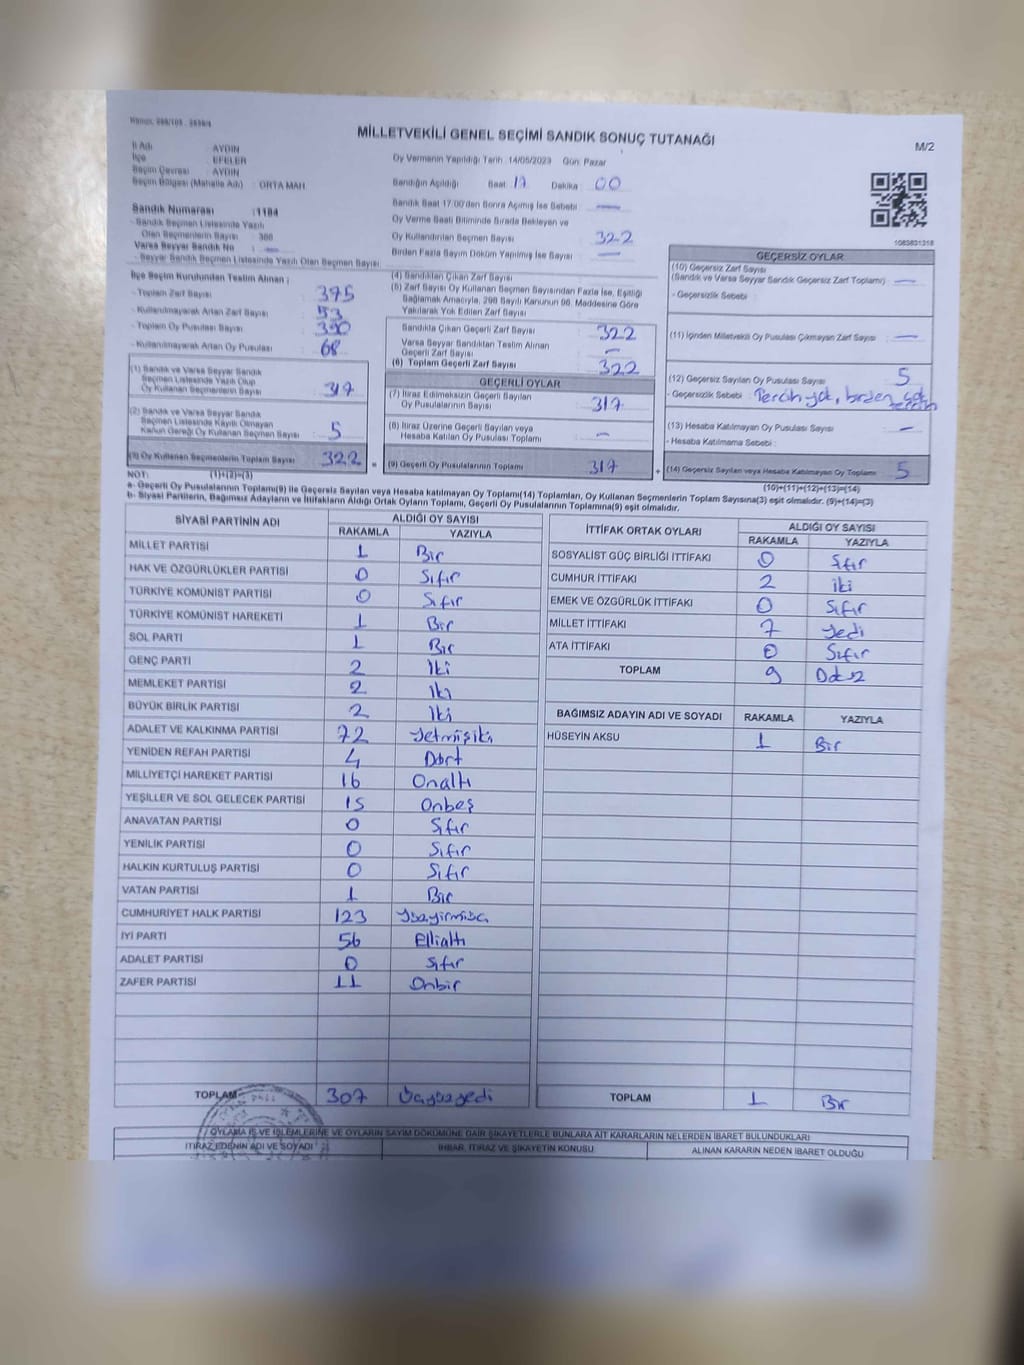 MİLLETVEKİLİ GENEL SEÇİMİ SANDIK SONUÇ TUTANAĞI
M/2
İl Adı AYDIN
İlçe EFELER
Seçim Çevresi AYDIN
Seçim Bölgesi (Mahalle Adı) : ORTA MAH.
Oy Vermenin Yapıldığı Tarih : 14/05/2023 Gün: Pazar
Sandığın Açıldığı Saat: 17 Dakika : 00
Sandık Saat 17:00'den Sonra Açımış İse Sebebi : —
Oy Verme Saati Bitiminde Sırada Bekleyen ve
Oy Kullandırılan Seçmen Sayısı 322
Birden Fazla Sayım Döküm Yapılmış İse Sayısı : —
Sandık Numarası : 1184
- Sandık Seçmen Listesinde Yazılı
Olan Seçmenlerin Sayısı : 388
Varsa Seyyar Sandık No : —
- Seyyar Sandık Seçmen Listesinde Yazılı Olan Seçmen Sayısı:
1083831318
İlçe Seçim Kurulundan Teslim Alınan ;
- Toplam Zarf Sayısı : 375
- Kullanılmayarak Artan Zarf Sayısı : 53
- Toplam Oy Pusulası Sayısı
- Kullanılmayarak Artan Oy Pusulası : 68
(1) Sandık ve Varsa Seyyar Sandık
Seçmen Listesinde Yazılı Olup
Oy Kullanan Seçmenlerin Sayısı : 317
(2) Sandık ve Varsa Seyyar Sandık
Seçmen Listesinde Kayıtlı Olmayan
Kanun Gereği Oy Kullanan Seçmen Sayısı : 5
(3) Oy Kullanan Seçmenlerin Toplam Sayısı 322
(4) Sandıktan Çıkan Zarf Sayısı :
(5) Zarf Sayısı Oy Kullanan Seçmen Sayısından Fazla İse, Eşitliği
Sağlamak Amacıyla, 298 Sayılı Kanunun 98. Maddesine Göre
Yakılarak Yok Edilen Zarf Sayısı :
Sandıkta Çıkan Geçerli Zarf Sayısı : 322
Varsa Seyyar Sandıktan Teslim Alınan
Geçerli Zarf Sayısı : —
(6) Toplam Geçerli Zarf Sayısı : 322
GEÇERLİ OYLAR
(7) İtiraz Edilmeksizin Geçerli Sayılan
Oy Pusulalarının Sayısı : 317
(8) İtiraz Üzerine Geçerli Sayılan veya
Hesaba Katılan Oy Pusulası Toplamı : —
= (9) Geçerli Oy Pusulalarının Toplamı : 317
GEÇERSİZ OYLAR
(10) Geçersiz Zarf Sayısı
(Sandık ve Varsa Seyyar Sandık Geçersiz Zarf Toplamı) : —
- Geçersizlik Sebebi :
(11) İçinden Milletvekili Oy Pusulası Çıkmayan Zarf Sayısı : —
(12) Geçersiz Sayılan Oy Pusulası Sayısı : 5
- Geçersizlik Sebebi : Tercih yok, birden çok
tercih
(13) Hesaba Katılmayan Oy Pusulası Sayısı : —
- Hesaba Katılmama Sebebi :
+ (14) Geçersiz Sayılan veya Hesaba Katılmayan Oy Toplamı : 5
NOT: (1)+(2)=(3) (10)+(11)+(12)+(13)=(14)
a- Geçerli Oy Pusulalarının Toplamı(9) ile Geçersiz Sayılan veya Hesaba katılmayan Oy Toplamı(14) Toplamları, Oy Kullanan Seçmenlerin Toplam Sayısına(3) eşit olmalıdır. (9)+(14)=(3)
b- Siyasi Partilerin, Bağımsız Adayların ve İttifakların Aldığı Ortak Oyların Toplamı, Geçerli Oy Pusulalarının Toplamına(9) eşit olmalıdır.
SİYASİ PARTİNİN ADI ALDIĞI OY SAYISI
RAKAMLA YAZIYLA
MİLLET PARTİSİ 1 Bir
HAK VE ÖZGÜRLÜKLER PARTİSİ 0 Sıfır
TÜRKİYE KOMÜNİST PARTİSİ 0 Sıfır
TÜRKİYE KOMÜNİST HAREKETİ 1 Bir
SOL PARTİ 1 Bir
GENÇ PARTİ 2 İki
MEMLEKET PARTİSİ 2 İki
BÜYÜK BİRLİK PARTİSİ 2 İki
ADALET VE KALKINMA PARTİSİ 72 Yetmişiki
YENİDEN REFAH PARTİSİ 4 Dört
MİLLİYETÇİ HAREKET PARTİSİ 16 Onaltı
YEŞİLLER VE SOL GELECEK PARTİSİ 15 Onbeş
ANAVATAN PARTİSİ 0 Sıfır
YENİLİK PARTİSİ 0 Sıfır
HALKIN KURTULUŞ PARTİSİ 0 Sıfır
VATAN PARTİSİ 1 Bir
CUMHURİYET HALK PARTİSİ 123 Yüzyirmiüç
İYİ PARTİ 56 Ellialtı
ADALET PARTİSİ 0 Sıfır
ZAFER PARTİSİ 11 Onbir
TOPLAM 307 Üçyüzyedi
İTTİFAK ORTAK OYLARI ALDIĞI OY SAYISI
RAKAMLA YAZIYLA
SOSYALİST GÜÇ BİRLİĞİ İTTİFAKI 0 Sıfır
CUMHUR İTTİFAKI 2 iki
EMEK VE ÖZGÜRLÜK İTTİFAKI 0 Sıfır
MİLLET İTTİFAKI 7 Yedi
ATA İTTİFAKI 0 Sıfır
TOPLAM 9 Dokuz
BAĞIMSIZ ADAYIN ADI VE SOYADI RAKAMLA YAZIYLA
HÜSEYİN AKSU 1 Bir
TOPLAM 1 Bir
OYLAMA İŞ VE İŞLEMLERİNE VE OYLARIN SAYIM DÖKÜMÜNE DAİR ŞİKAYETLERLE BUNLARA AİT KARARLARIN NELERDEN İBARET BULUNDUKLARI
İTİRAZ EDENİN ADI VE SOYADI İHBAR, İTİRAZ VE ŞİKAYETİN KONUSU ALINAN KARARIN NEDEN İBARET OLDUĞU